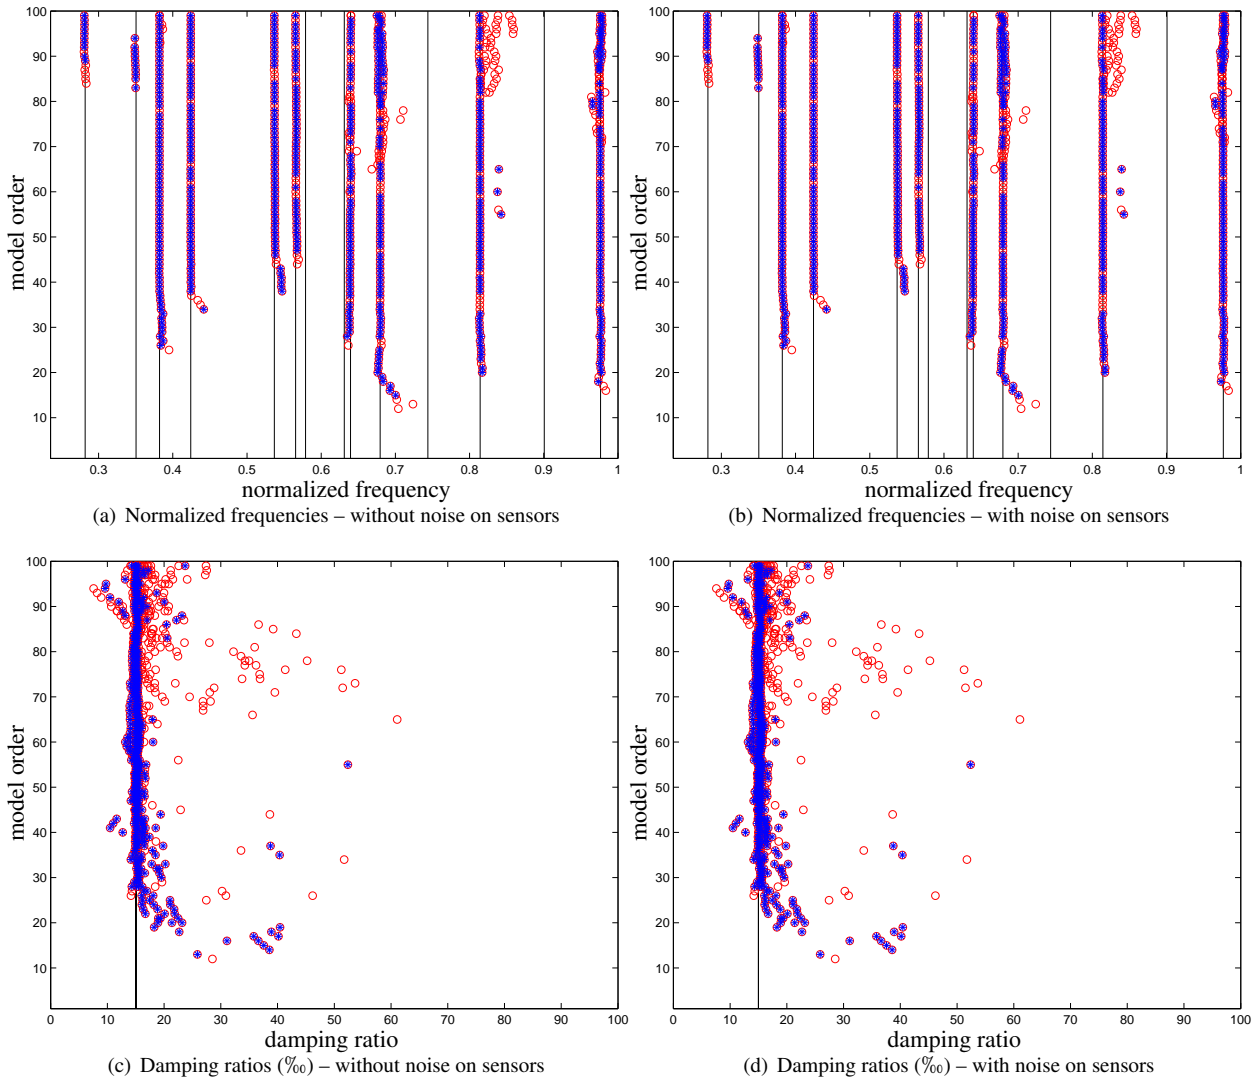 100
90
80
70
60
50
40
30
20
10
model order
0.3 0.4 0.5 0.6 0.7 0.8 0.9 1
normalized frequency
(a) Normalized frequencies – without noise on sensors
100
90
80
70
60
50
40
30
20
10
model order
0.3 0.4 0.5 0.6 0.7 0.8 0.9 1
normalized frequency
(b) Normalized frequencies – with noise on sensors
100
90
80
70
60
50
40
30
20
10
model order
0 10 20 30 40 50 60 70 80 90 100
damping ratio
(c) Damping ratios (‰) – without noise on sensors
100
90
80
70
60
50
40
30
20
10
model order
0 10 20 30 40 50 60 70 80 90 100
damping ratio
(d) Damping ratios (‰) – with noise on sensors